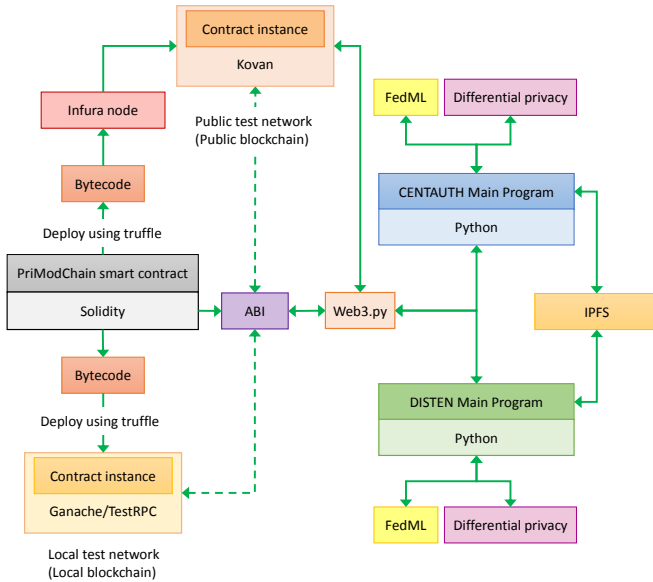 Contract instance
Kovan
Infura node
Public test network
(Public blockchain)
Bytecode
Deploy using truffle
PriModChain smart contract
Solidity
ABI
Web3.py
Bytecode
Deploy using truffle
Contract instance
Ganache/TestRPC
Local test network
(Local blockchain)
FedML
Differential privacy
CENTAUTH Main Program
Python
IPFS
DISTEN Main Program
Python
FedML
Differential privacy